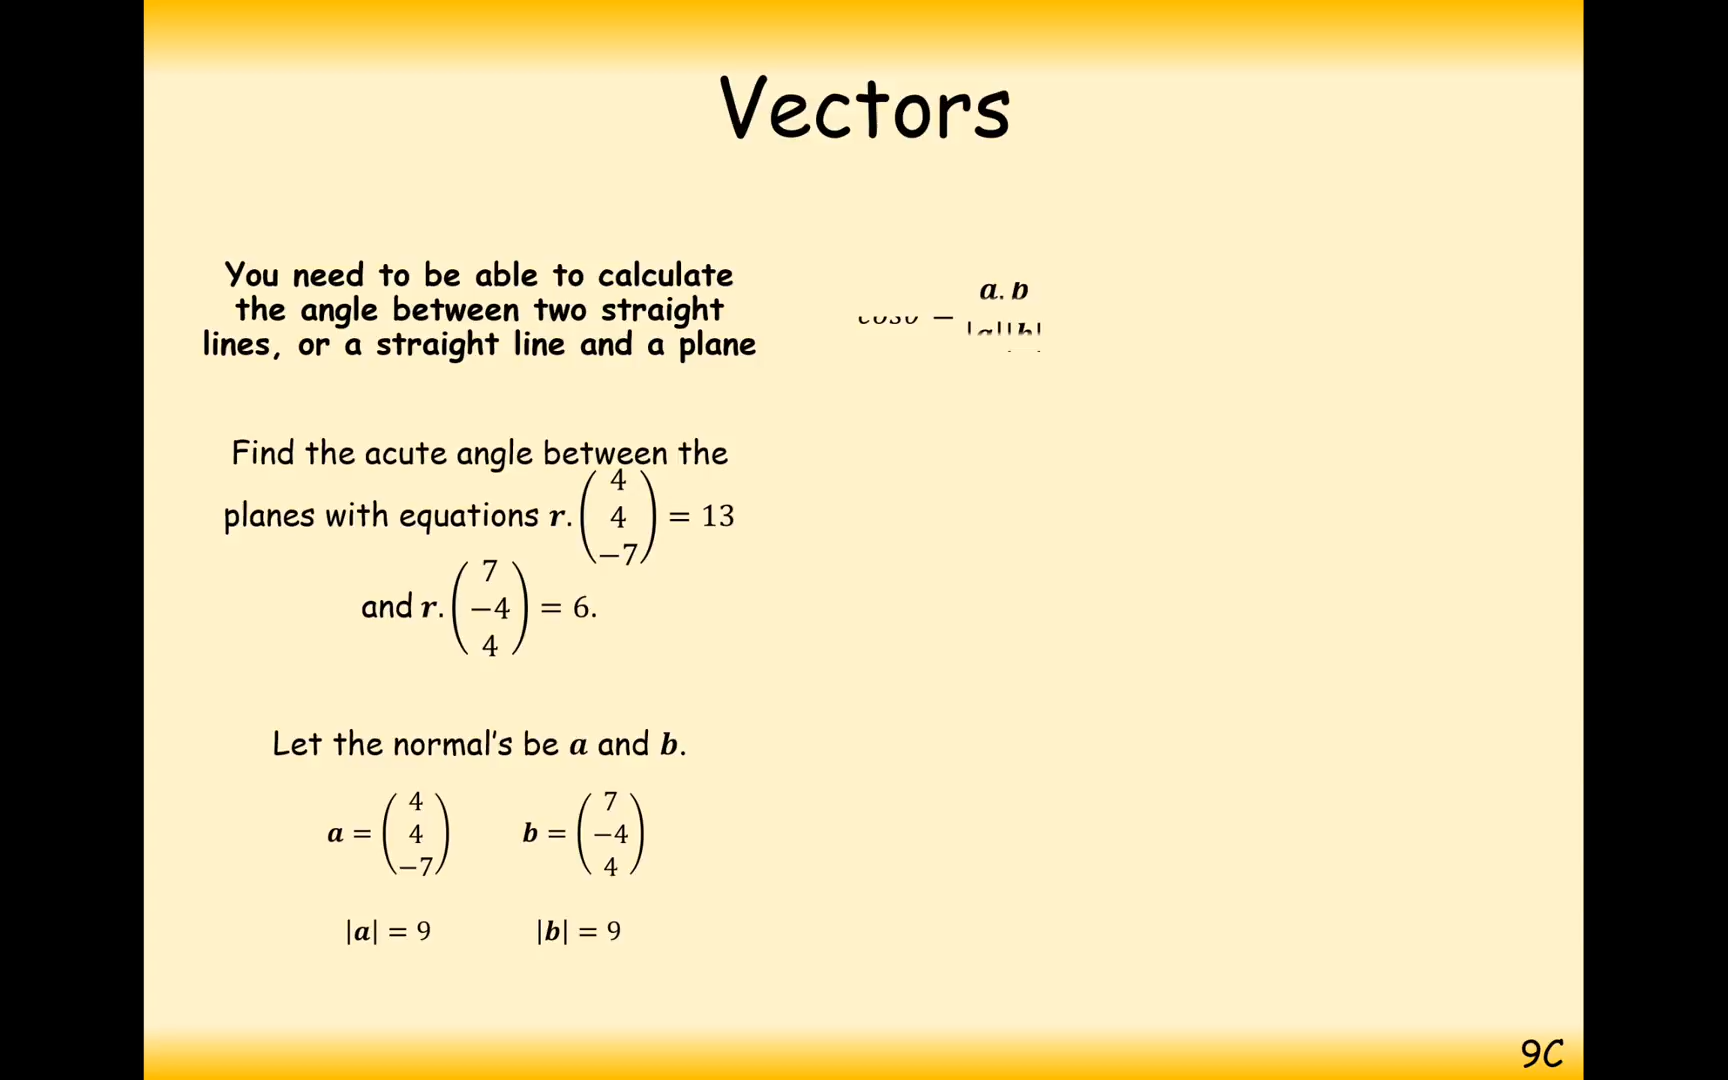 Vectors
You need to be able to calculate
the angle between two straight
lines, or a straight line and a plane
a.b
Find the acute angle between the
planes with equations r.(4 4 −7) = 13
and r.(7 −4 4) = 6.
Let the normal's be a and b.
a = (4 4 −7) b = (7 −4 4)
|a| = 9 |b| = 9
9C